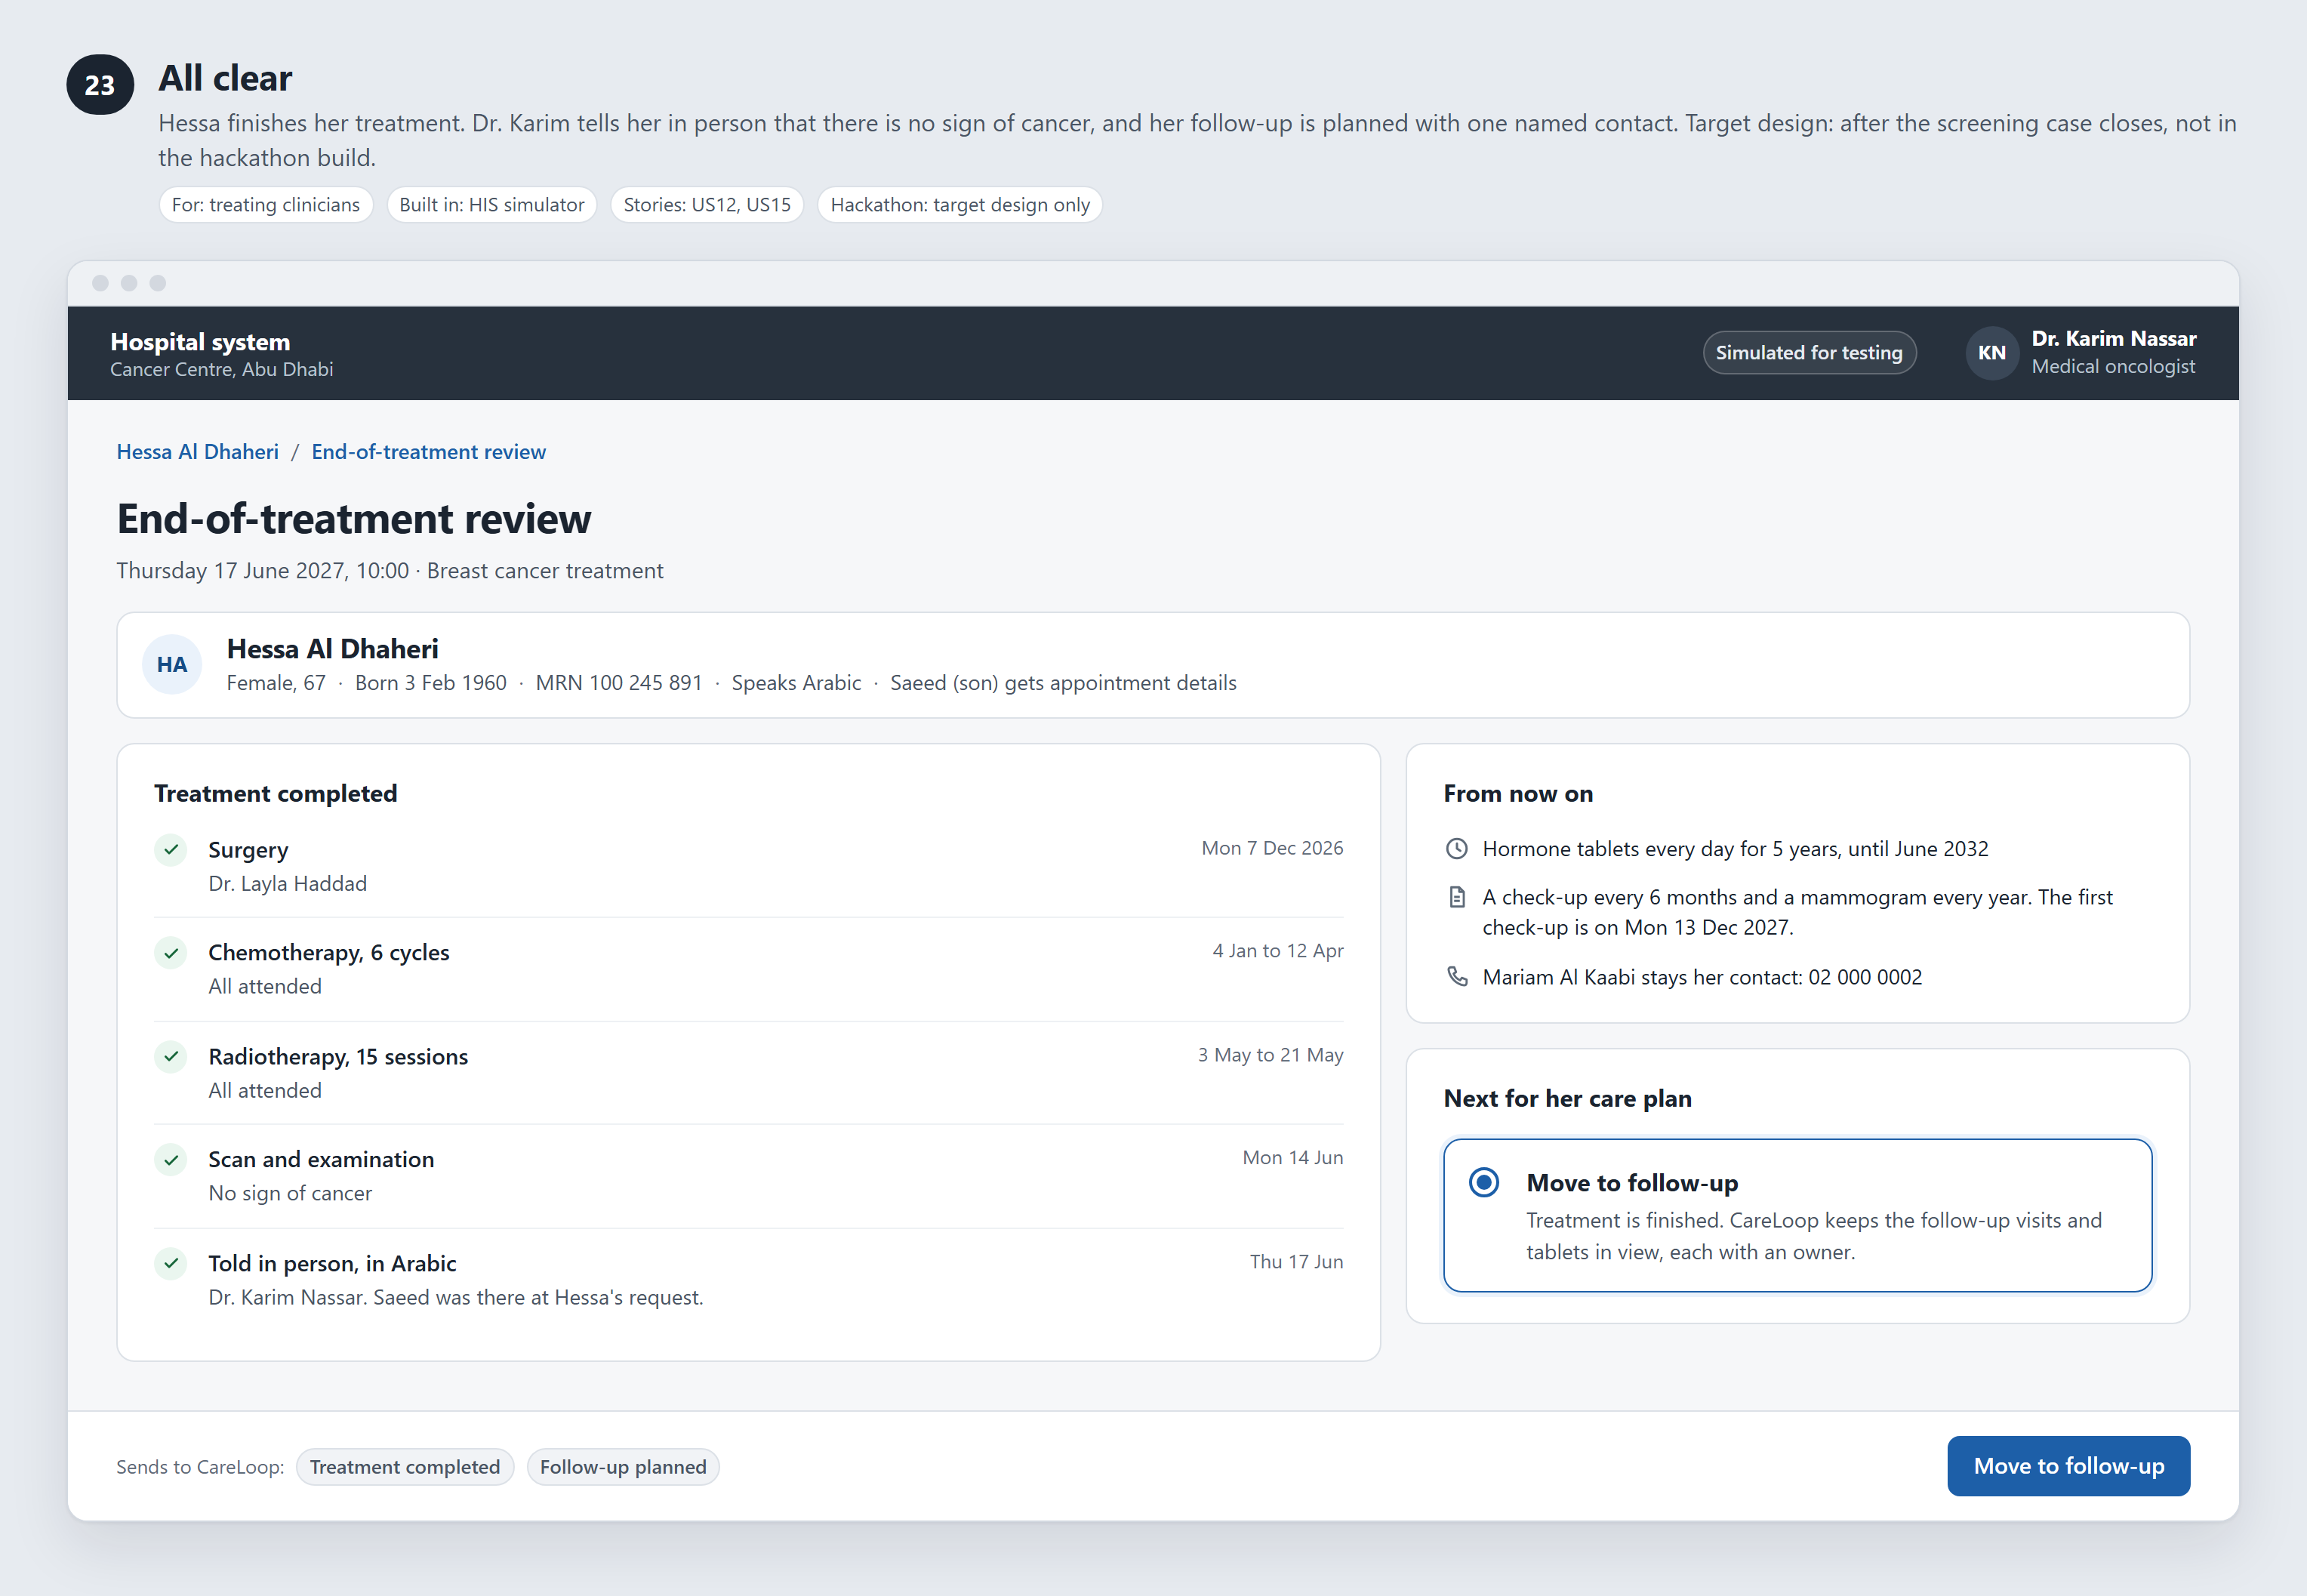 23
All clear
Hessa finishes her treatment. Dr. Karim tells her in person that there is no sign of cancer, and her follow-up is planned with one named contact. Target design: after the screening case closes, not in
the hackathon build.
For: treating clinicians
Built in: HIS simulator
Stories: US12, US15
Hackathon: target design only
Hospital system
Cancer Centre, Abu Dhabi
Simulated for testing
KN
Dr. Karim Nassar
Medical oncologist
Hessa Al Dhaheri / End-of-treatment review
End-of-treatment review
Thursday 17 June 2027, 10:00 · Breast cancer treatment
HA
Hessa Al Dhaheri
Female, 67 · Born 3 Feb 1960 · MRN 100 245 891 · Speaks Arabic · Saeed (son) gets appointment details
Treatment completed
Surgery
Mon 7 Dec 2026
Dr. Layla Haddad
Chemotherapy, 6 cycles
4 Jan to 12 Apr
All attended
Radiotherapy, 15 sessions
3 May to 21 May
All attended
Scan and examination
Mon 14 Jun
No sign of cancer
Told in person, in Arabic
Thu 17 Jun
Dr. Karim Nassar. Saeed was there at Hessa's request.
From now on
Hormone tablets every day for 5 years, until June 2032
A check-up every 6 months and a mammogram every year. The first
check-up is on Mon 13 Dec 2027.
Mariam Al Kaabi stays her contact: 02 000 0002
Next for her care plan
Move to follow-up
Treatment is finished. CareLoop keeps the follow-up visits and
tablets in view, each with an owner.
Sends to CareLoop:
Treatment completed
Follow-up planned
Move to follow-up